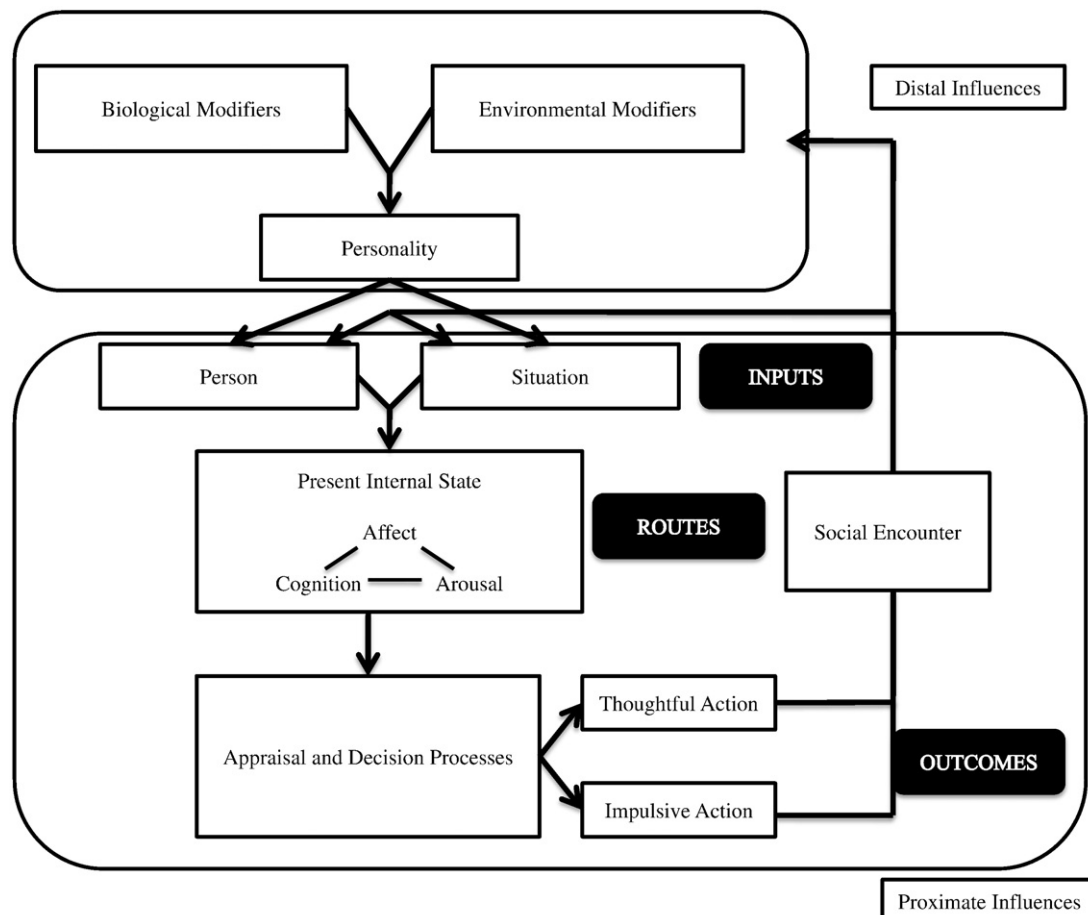 Biological Modifiers
Environmental Modifiers
Distal Influences
Personality
Person
Situation
INPUTS
Present Internal State
Affect
Cognition
Arousal
ROUTES
Social Encounter
Appraisal and Decision Processes
Thoughtful Action
Impulsive Action
OUTCOMES
Proximate Influences